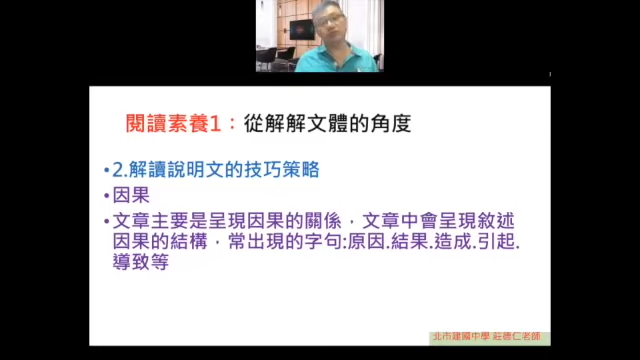 閱讀素養1：從解解文體的角度
•2.解讀說明文的技巧策略
•因果
•文章主要是呈現因果的關係，文章中會呈現敘述
因果的結構，常出現的字句:原因.結果.造成.引起.
導致等
北市建國中學 莊德仁老師